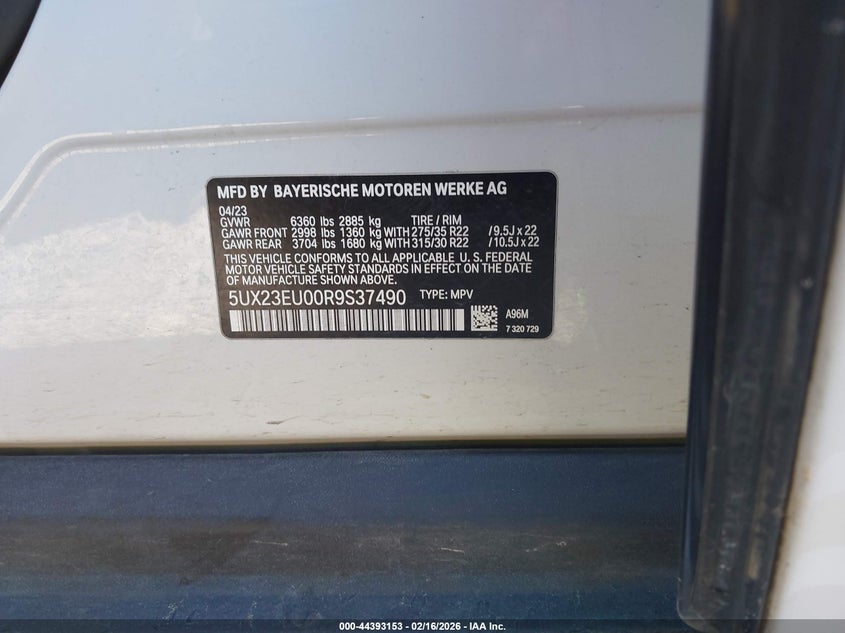 MFD BY BAYERISCHE MOTOREN WERKE AG
04/23
GVWR 6360 lbs 2885 kg TIRE / RIM
GAWR FRONT 2998 lbs 1360 kg WITH 275/35 R22 / 9.5J x 22
GAWR REAR 3704 lbs 1680 kg WITH 315/30 R22 / 10.5J x 22
THIS VEHICLE CONFORMS TO ALL APPLICABLE U. S. FEDERAL
MOTOR VEHICLE SAFETY STANDARDS IN EFFECT ON THE DATE
OF MANUFACTURE SHOWN ABOVE.
5UX23EU00R9S37490 TYPE: MPV
A96M
7 320 729
000-44393153 - 02/16/2026 - IAA Inc.